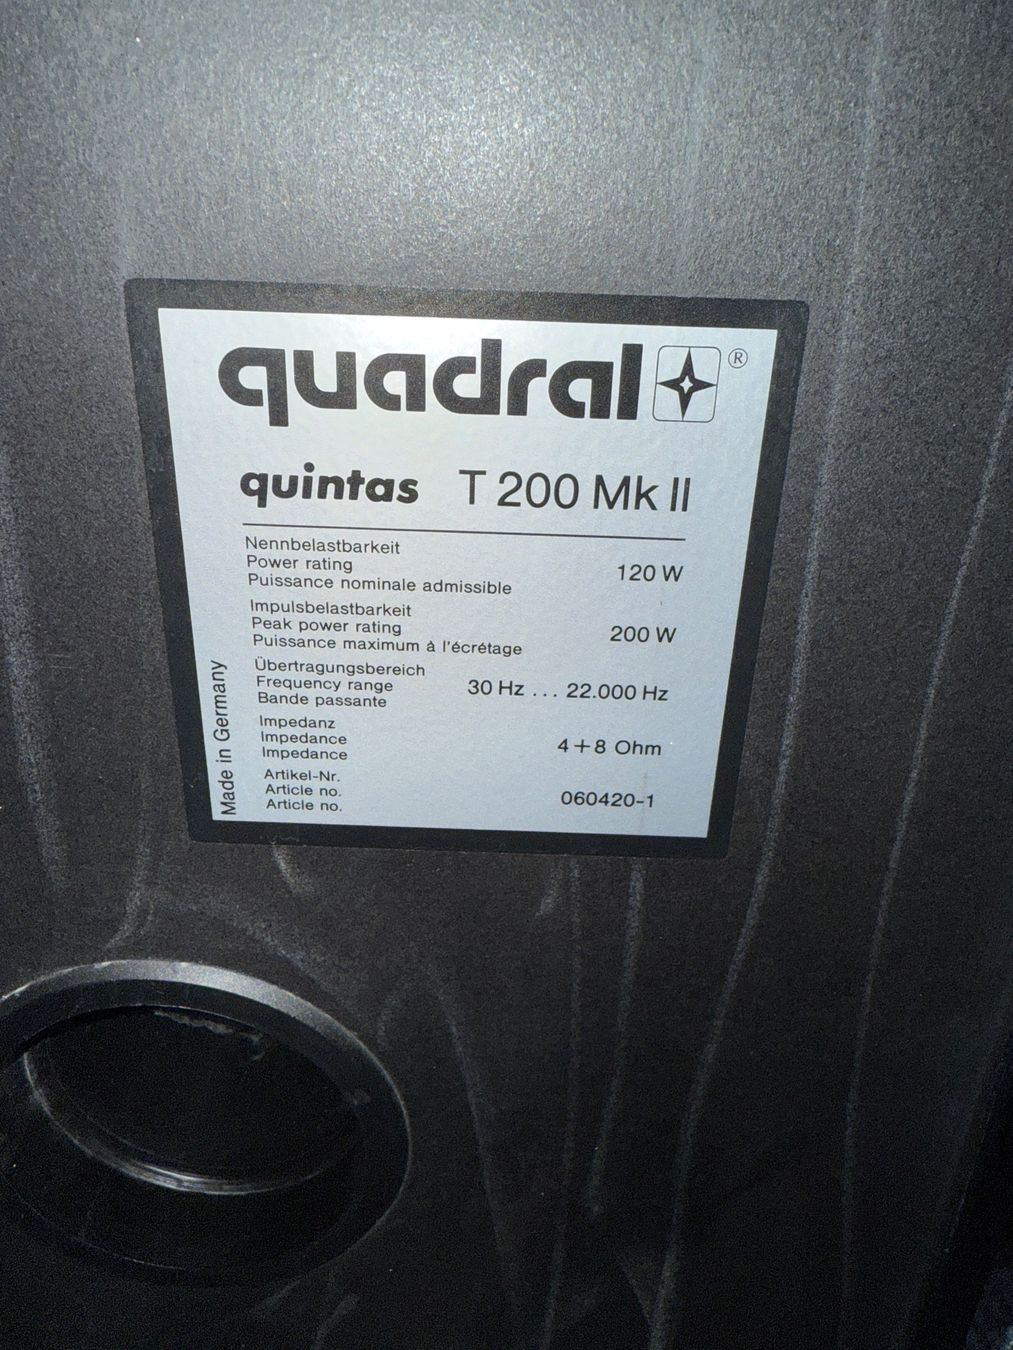 quadral ®
quintas T 200 Mk II
Nennbelastbarkeit
Power rating 120 W
Puissance nominale admissible
Impulsbelastbarkeit
Peak power rating 200 W
Puissance maximum à l'écrétage
Übertragungsbereich
Frequency range 30 Hz ... 22.000 Hz
Bande passante
Impedanz
Impedance 4+8 Ohm
Impedance
Artikel-Nr.
Article no. 060420-1
Article no.
Made in Germany